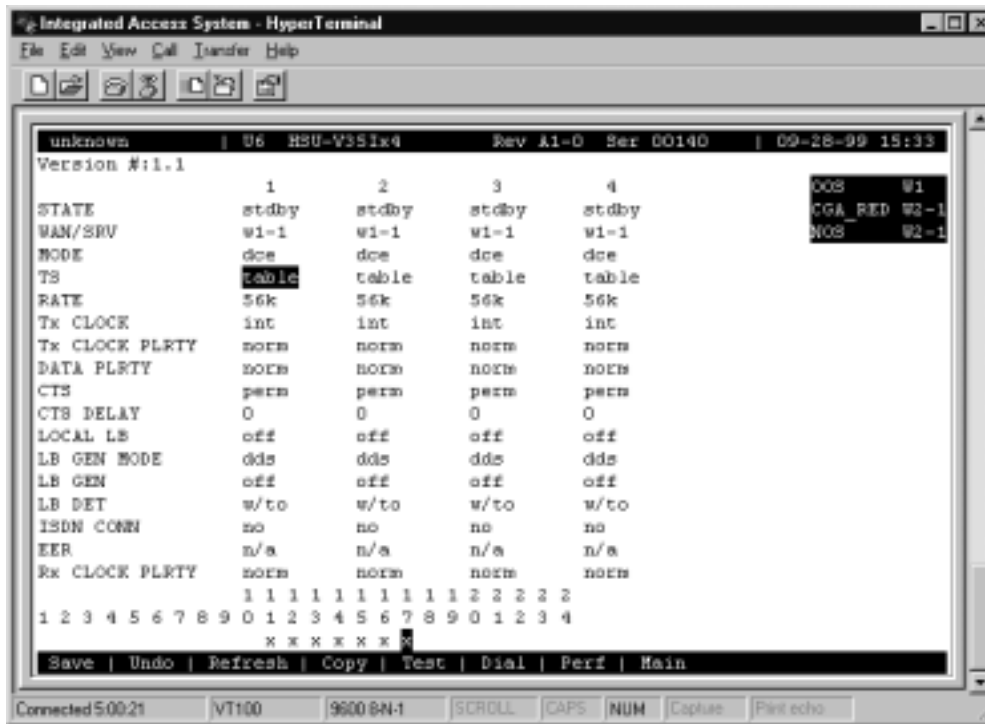 Integrated Access System - HyperTerminal
File Edit View Call Transfer Help
unknown | U6 HSU-V35Ix4 Rev A1-0 Ser 00140 | 09-28-99 15:33
Version #:1.1
1 2 3 4 OOS W1
STATE stdby stdby stdby stdby CGA_RED W2-1
WAN/SRV w1-1 w1-1 w1-1 w1-1 NOS W2-1
MODE dce dce dce dce
TS table table table table
RATE 56k 56k 56k 56k
Tx CLOCK int int int int
Tx CLOCK PLRTY norm norm norm norm
DATA PLRTY norm norm norm norm
CTS perm perm perm perm
CTS DELAY 0 0 0 0
LOCAL LB off off off off
LB GEN MODE dds dds dds dds
LB GEN off off off off
LB DET w/to w/to w/to w/to
ISDN CONN no no no no
EER n/a n/a n/a n/a
Rx CLOCK PLRTY norm norm norm norm
1 1 1 1 1 1 1 1 1 1 2 2 2 2 2
1 2 3 4 5 6 7 8 9 0 1 2 3 4 5 6 7 8 9 0 1 2 3 4
x x x x x x x
Save | Undo | Refresh | Copy | Test | Dial | Perf | Main
Connected 5:00:21 VT100 9600 8-N-1 SCROLL CAPS NUM Capture Print echo